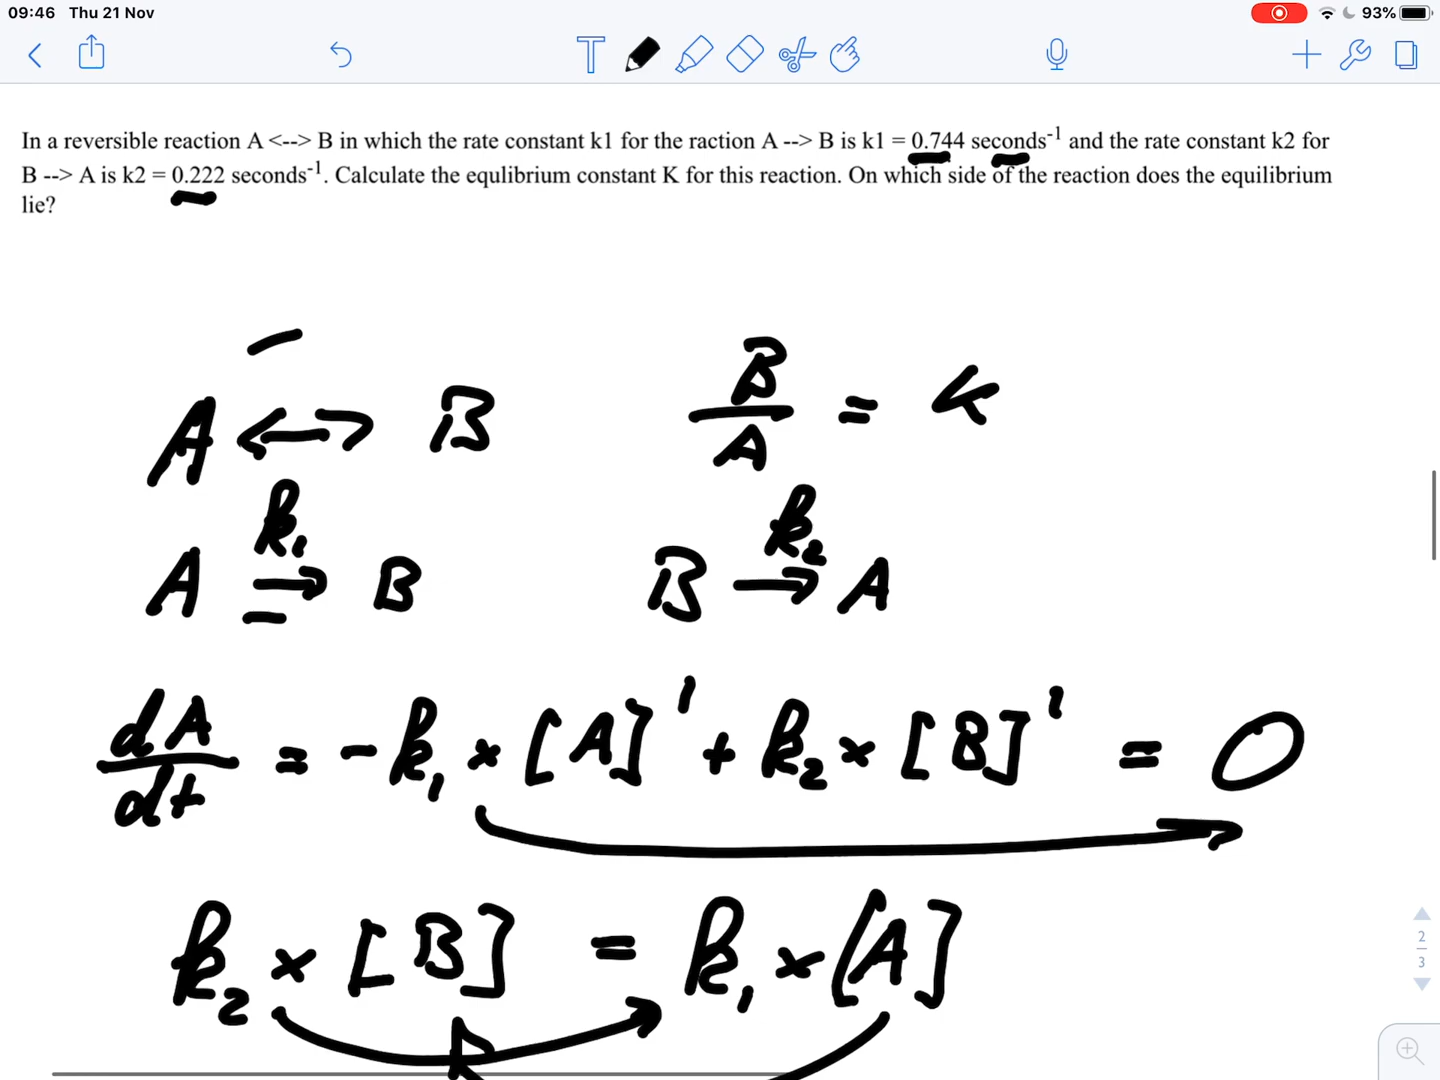 09:46 Thu 21 Nov
93%
T
In a reversible reaction A <--> B in which the rate constant k1 for the raction A --> B is k1 = 0.744 seconds⁻¹ and the rate constant k2 for
B --> A is k2 = 0.222 seconds⁻¹. Calculate the equlibrium constant K for this reaction. On which side of the reaction does the equilibrium
lie?
A <-> B
B/A = K
A k₁→ B
B k₂→ A
dA/dt = -k₁ × [A]¹ + k₂ × [B]¹ = 0
k₂ × [B] = k₁ × [A]
2
3